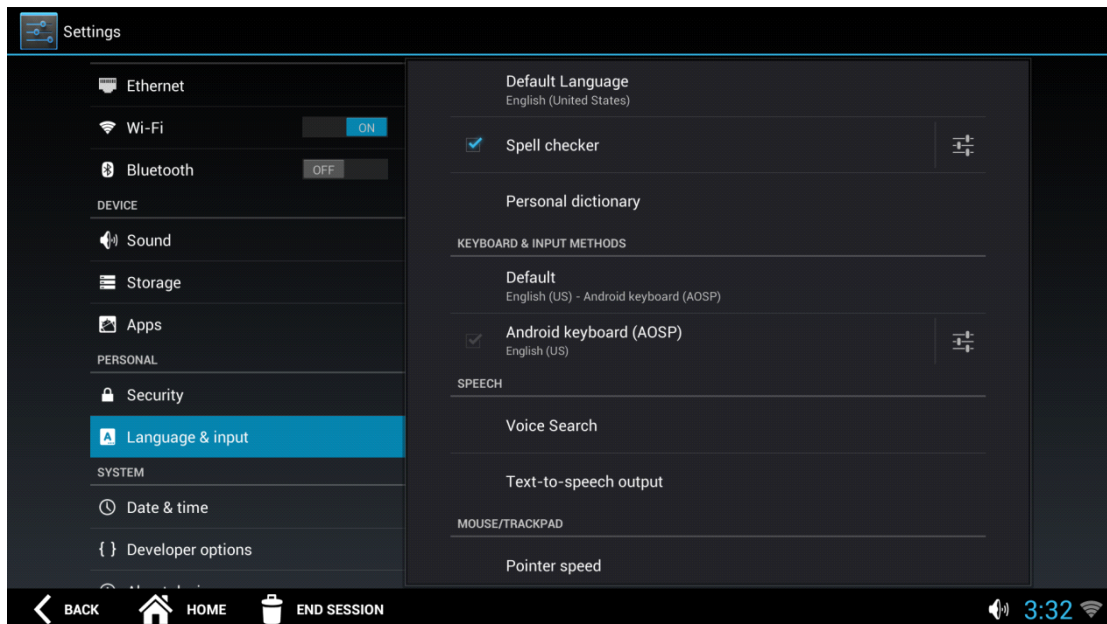 Settings
Ethernet
Wi-Fi
ON
Bluetooth
OFF
DEVICE
Sound
Storage
Apps
PERSONAL
Security
Language & input
SYSTEM
Date & time
{ } Developer options
Default Language
English (United States)
Spell checker
Personal dictionary
KEYBOARD & INPUT METHODS
Default
English (US) - Android keyboard (AOSP)
Android keyboard (AOSP)
English (US)
SPEECH
Voice Search
Text-to-speech output
MOUSE/TRACKPAD
Pointer speed
BACK
HOME
END SESSION
3:32